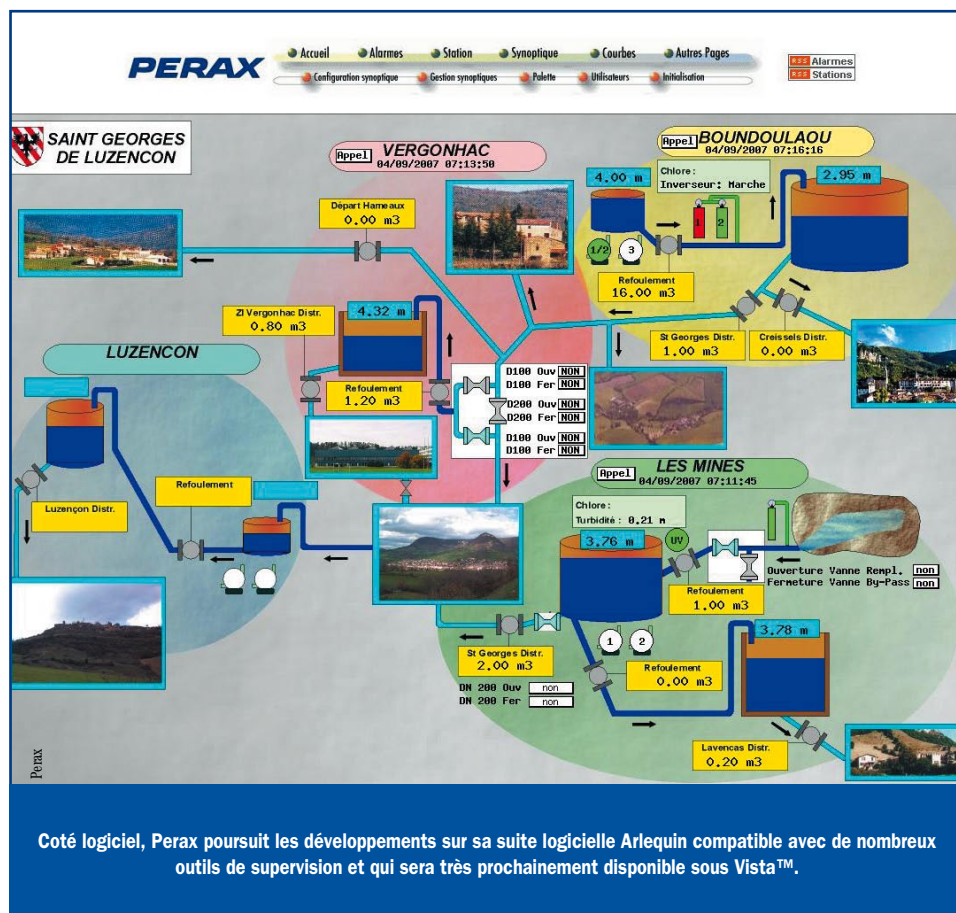 PERAX
Accueil Alarmes Station Synoptique Courbes Autres Pages
Configuration synoptique Gestion synoptiques Palette Utilisateurs Initialisation
RSS Alarmes
RSS Stations
SAINT GEORGES
DE LUZENCON
VERGONHAC
Appel
04/09/2007 07:13:50
BOUNDOULAOU
Appel
04/09/2007 07:16:16
4.00 m
Chlore :
Inverseur: Marche
2.95 m
1 2
1/2 3
Départ Hameaux
0.00 m3
Refoulement
16.00 m3
ZI Vergonhac Distr.
0.80 m3
4.32 m
St Georges Distr.
1.00 m3
Creissels Distr.
0.00 m3
LUZENCON
Refoulement
1.20 m3
D100 Ouv NON
D100 Fer NON
D200 Ouv NON
D200 Fer NON
D100 Ouv NON
D100 Fer NON
LES MINES
Appel
04/09/2007 07:11:45
Refoulement
Luzençon Distr.
Chlore :
Turbidité : 0.21 n
3.76 m
UV
Ouverture Vanne Rempl. non
Fermeture Vanne By-Pass non
Refoulement
1.00 m3
1 2
3.78 m
St Georges Distr.
2.00 m3
Refoulement
0.00 m3
DN 200 Ouv non
DN 200 Fer non
Lavencas Distr.
0.20 m3
Perax
Coté logiciel, Perax poursuit les développements sur sa suite logicielle Arlequin compatible avec de nombreux
outils de supervision et qui sera très prochainement disponible sous Vista™.